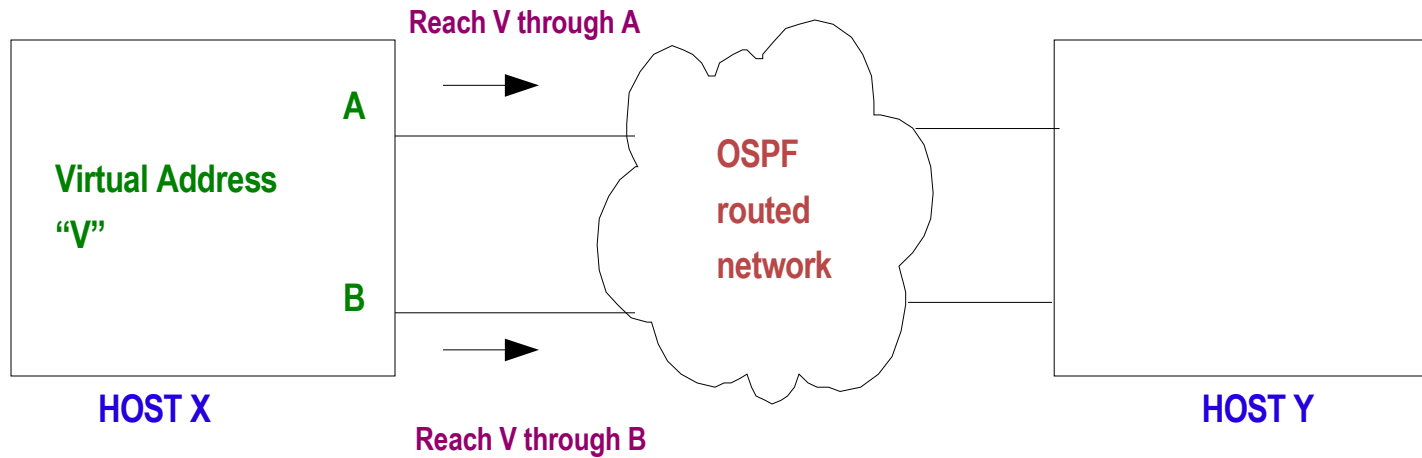 Reach V through A
A
Virtual Address
“V”
B
OSPF
routed
network
HOST X
HOST Y
Reach V through B